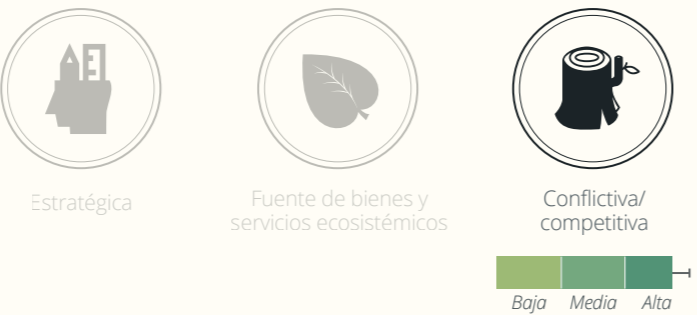 Estratégica
Fuente de bienes y
servicios ecosistémicos
Conflictiva/
competitiva
Baja Media Alta